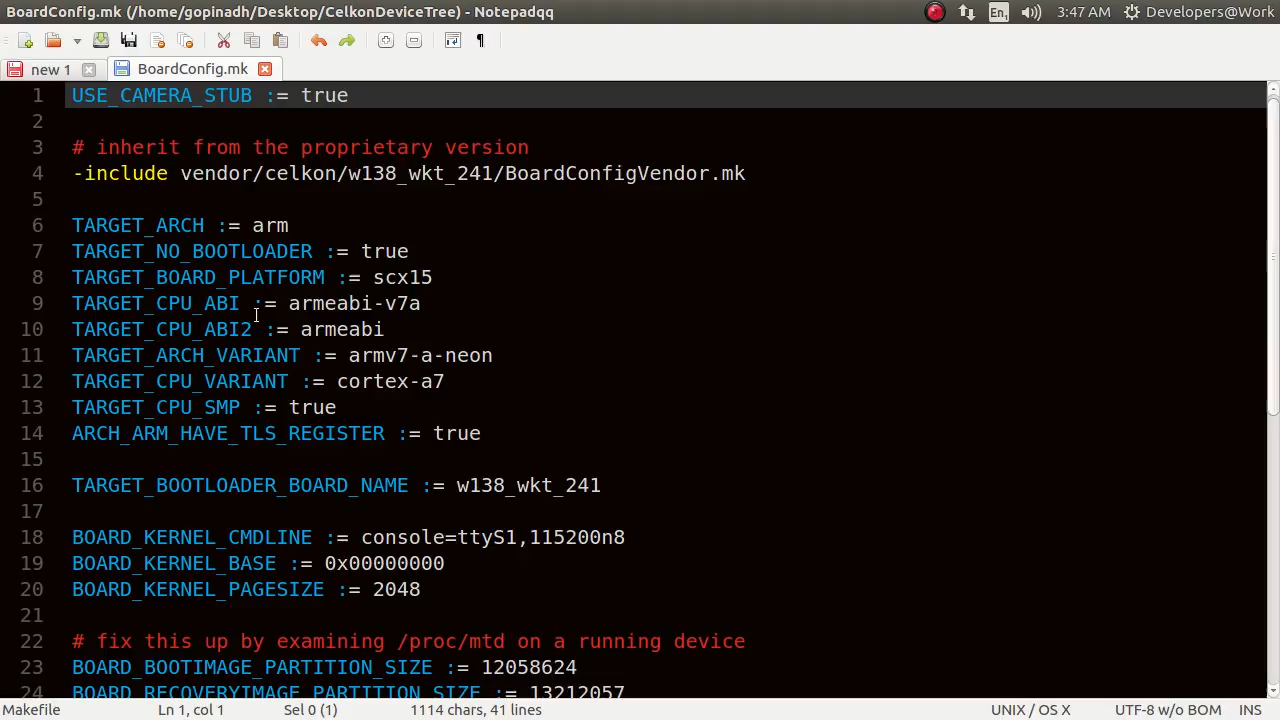 BoardConfig.mk (/home/gopinadh/Desktop/CelkonDeviceTree) - Notepadqq
En1 3:47 AM Developers@Work
new 1 BoardConfig.mk
1 USE_CAMERA_STUB := true
2
3 # inherit from the proprietary version
4 -include vendor/celkon/w138_wkt_241/BoardConfigVendor.mk
5
6 TARGET_ARCH := arm
7 TARGET_NO_BOOTLOADER := true
8 TARGET_BOARD_PLATFORM := scx15
9 TARGET_CPU_ABI := armeabi-v7a
10 TARGET_CPU_ABI2 := armeabi
11 TARGET_ARCH_VARIANT := armv7-a-neon
12 TARGET_CPU_VARIANT := cortex-a7
13 TARGET_CPU_SMP := true
14 ARCH_ARM_HAVE_TLS_REGISTER := true
15
16 TARGET_BOOTLOADER_BOARD_NAME := w138_wkt_241
17
18 BOARD_KERNEL_CMDLINE := console=ttyS1,115200n8
19 BOARD_KERNEL_BASE := 0x00000000
20 BOARD_KERNEL_PAGESIZE := 2048
21
22 # fix this up by examining /proc/mtd on a running device
23 BOARD_BOOTIMAGE_PARTITION_SIZE := 12058624
24 BOARD_RECOVERYIMAGE_PARTITION_SIZE := 13212057
Makefile Ln 1, col 1 Sel 0 (1) 1114 chars, 41 lines UNIX / OS X UTF-8 w/o BOM INS